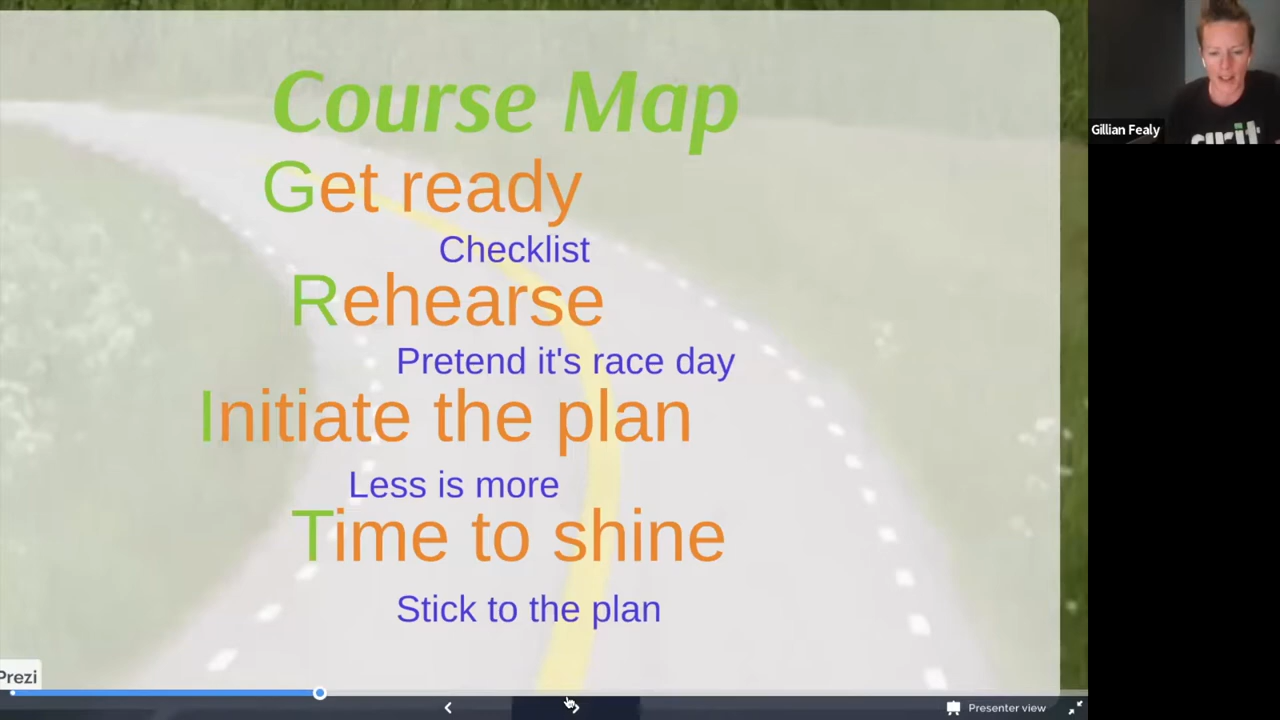 Course Map
Get ready
Checklist
Rehearse
Pretend it's race day
Initiate the plan
Less is more
Time to shine
Stick to the plan
Prezi
Presenter view
Gillian Fealy